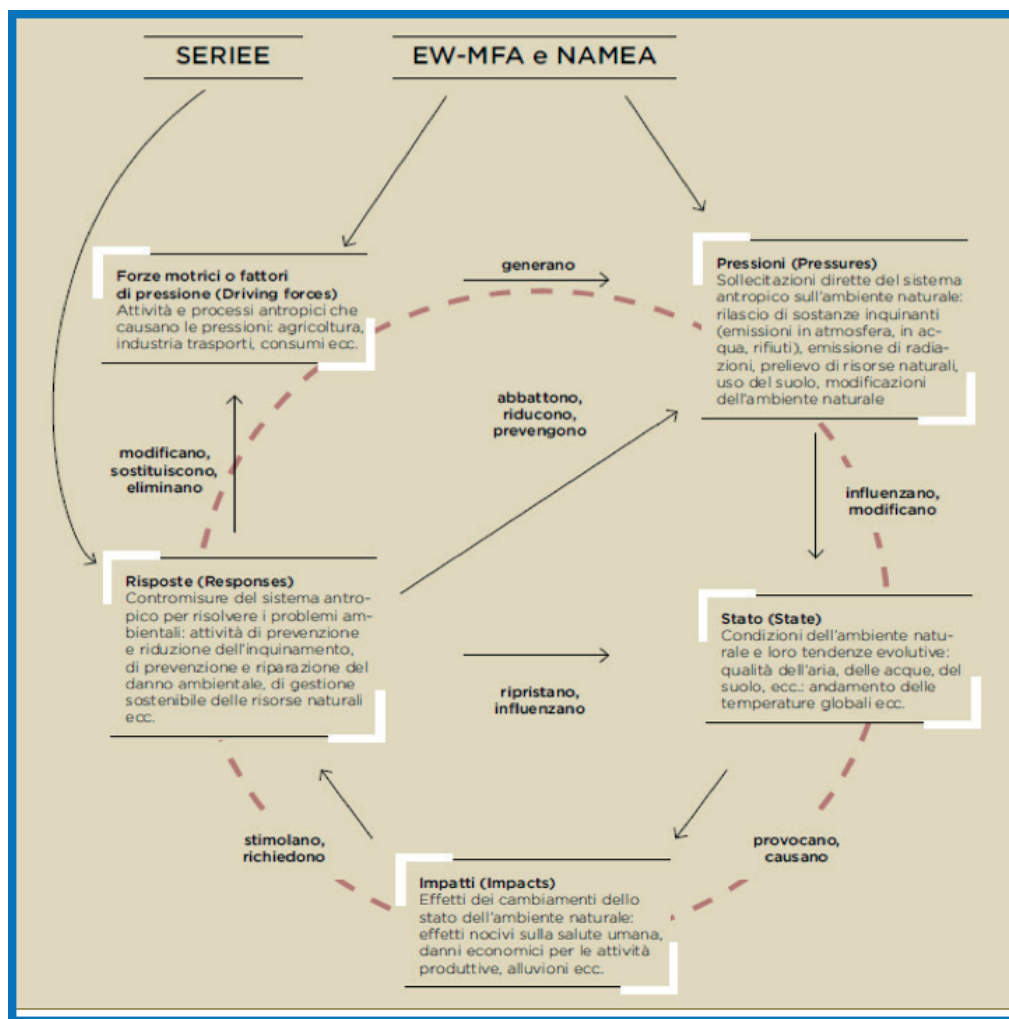 SERIEE
EW-MFA e NAMEA
Forze motrici o fattori
di pressione (Driving forces)
Attività e processi antropici che
causano le pressioni: agricoltura,
industria trasporti, consumi ecc.
generano
Pressioni (Pressures)
Sollecitazioni dirette del sistema
antropico sull'ambiente naturale:
rilascio di sostanze inquinanti
(emissioni in atmosfera, in ac-
qua, rifiuti), emissione di radia-
zioni, prelievo di risorse naturali,
uso del suolo, modificazioni
dell'ambiente naturale
abbattono,
riducono,
prevengono
modificano,
sostituiscono,
eliminano
influenzano,
modificano
Risposte (Responses)
Contromisure del sistema antro-
pico per risolvere i problemi am-
bientali: attività di prevenzione
e riduzione dell'inquinamento,
di prevenzione e riparazione del
danno ambientale, di gestione
sostenibile delle risorse naturali
ecc.
ripristano,
influenzano
Stato (State)
Condizioni dell'ambiente natu-
rale e loro tendenze evolutive:
qualità dell'aria, delle acque, del
suolo, ecc.: andamento delle
temperature globali ecc.
stimolano,
richiedono
provocano,
causano
Impatti (Impacts)
Effetti dei cambiamenti dello
stato dell'ambiente naturale:
effetti nocivi sulla salute umana,
danni economici per le attività
produttive, alluvioni ecc.